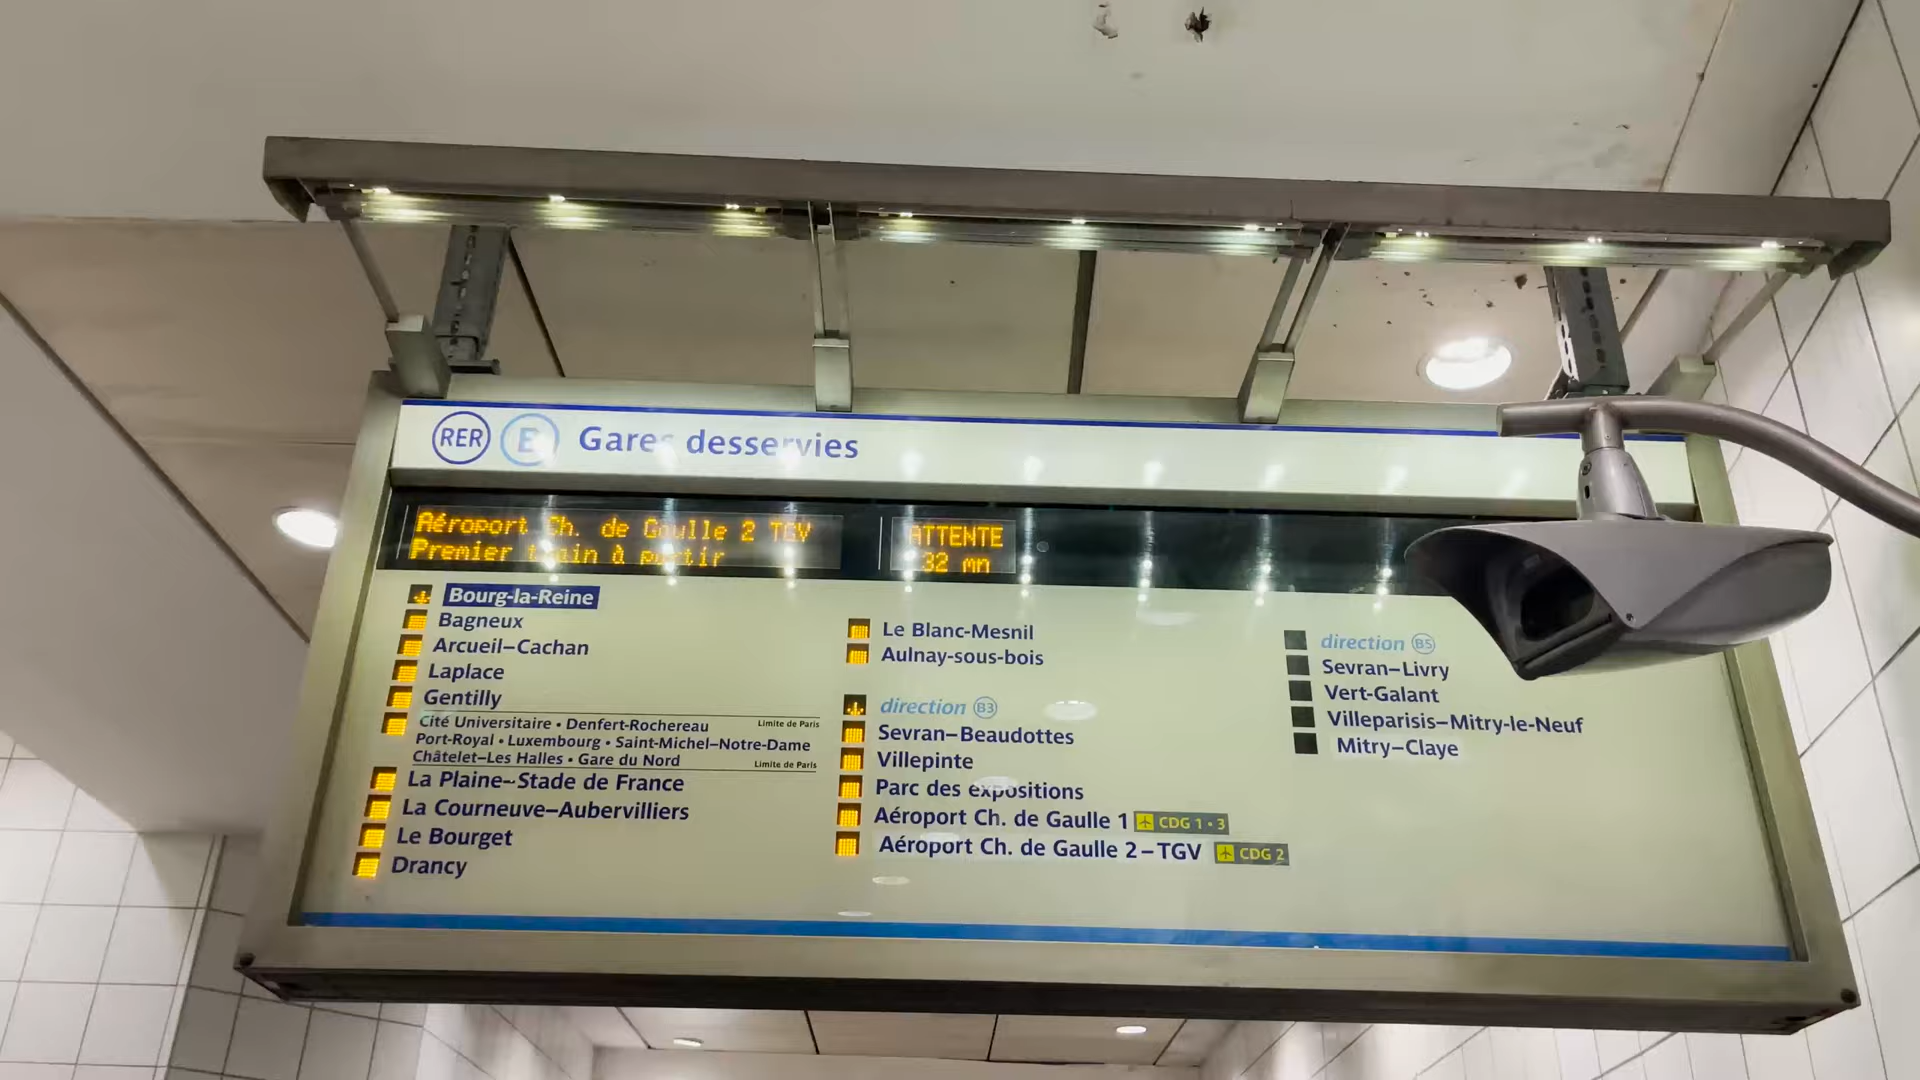 RER E Gares desservies
Aéroport Ch. de Gaulle 2 TGV
Premier train à partir
ATTENTE
32 mn
Bourg-la-Reine
Bagneux
Arcueil–Cachan
Laplace
Gentilly
Limite de Paris
Cité Universitaire • Denfert-Rochereau
Port-Royal • Luxembourg • Saint-Michel–Notre-Dame
Châtelet–Les Halles • Gare du Nord
Limite de Paris
La Plaine–Stade de France
La Courneuve–Aubervilliers
Le Bourget
Drancy
Le Blanc-Mesnil
Aulnay-sous-bois
direction B3
Sevran–Beaudottes
Villepinte
Parc des expositions
Aéroport Ch. de Gaulle 1 CDG 1 • 3
Aéroport Ch. de Gaulle 2–TGV CDG 2
direction B5
Sevran–Livry
Vert-Galant
Villeparisis–Mitry-le-Neuf
Mitry–Claye